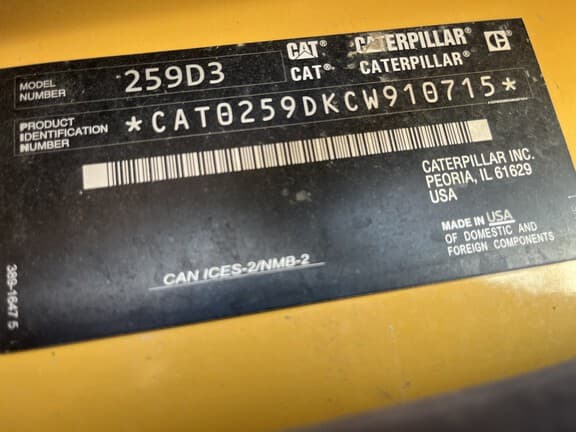 MODEL NUMBER 259D3
CAT® CATERPILLAR® C
CAT® CATERPILLAR®
PRODUCT IDENTIFICATION NUMBER *CAT0259DKCW910715*
CATERPILLAR INC.
PEORIA, IL 61629
USA
MADE IN USA
OF DOMESTIC AND
FOREIGN COMPONENTS
CAN ICES-2/NMB-2
389-1647 5